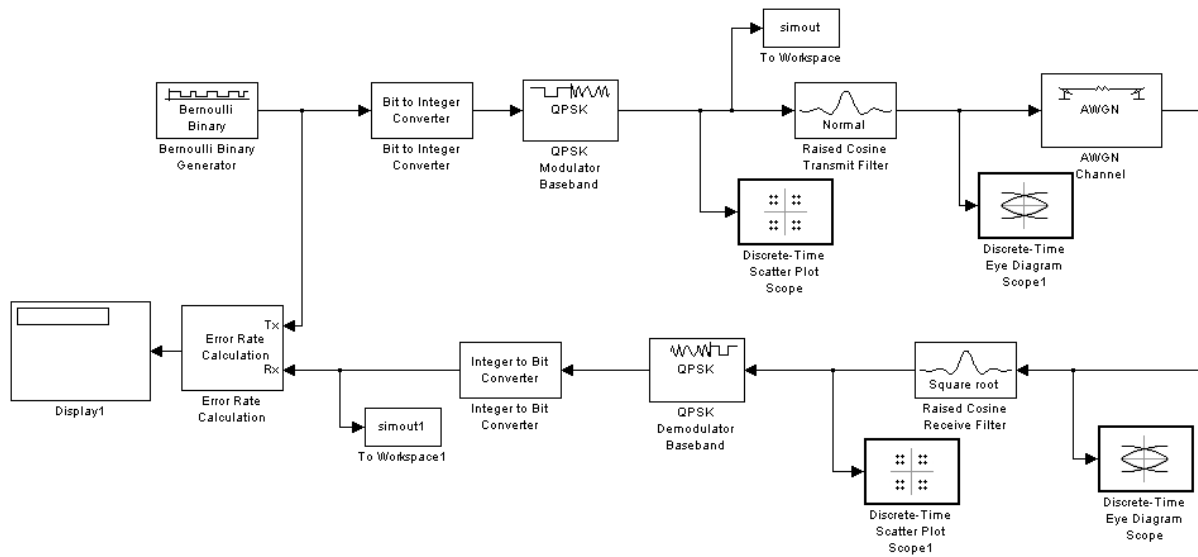 simout
To Workspace
Bernoulli
Binary
Bernoulli Binary
Generator
Bit to Integer
Converter
Bit to Integer
Converter
QPSK
QPSK
Modulator
Baseband
Normal
Raised Cosine
Transmit Filter
AWGN
AWGN
Channel
Discrete-Time
Scatter Plot
Scope
Discrete-Time
Eye Diagram
Scope1
Display1
Tx
Error Rate
Calculation
Rx
Error Rate
Calculation
simout1
To Workspace1
Integer to Bit
Converter
Integer to Bit
Converter
QPSK
QPSK
Demodulator
Baseband
Square root
Raised Cosine
Receive Filter
Discrete-Time
Scatter Plot
Scope1
Discrete-Time
Eye Diagram
Scope